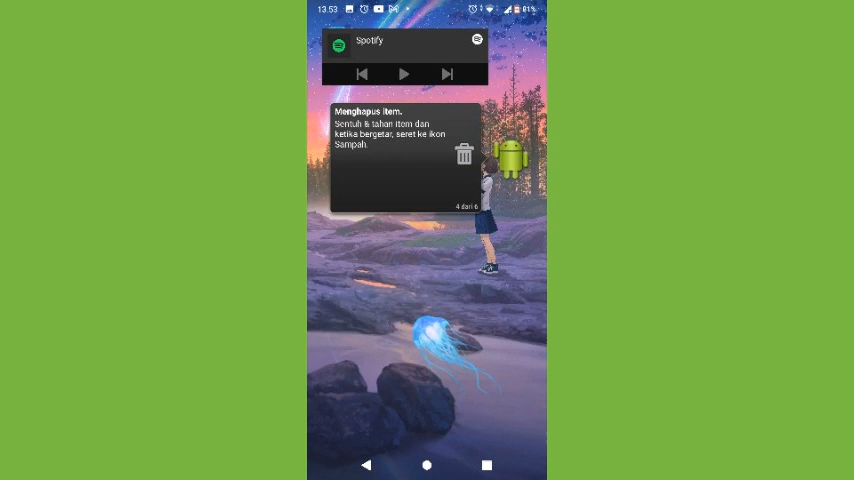 13.53
81%
Spotify
Menghapus item.
Sentuh & tahan item dan
ketika bergetar, seret ke ikon
Sampah.
4 dari 6